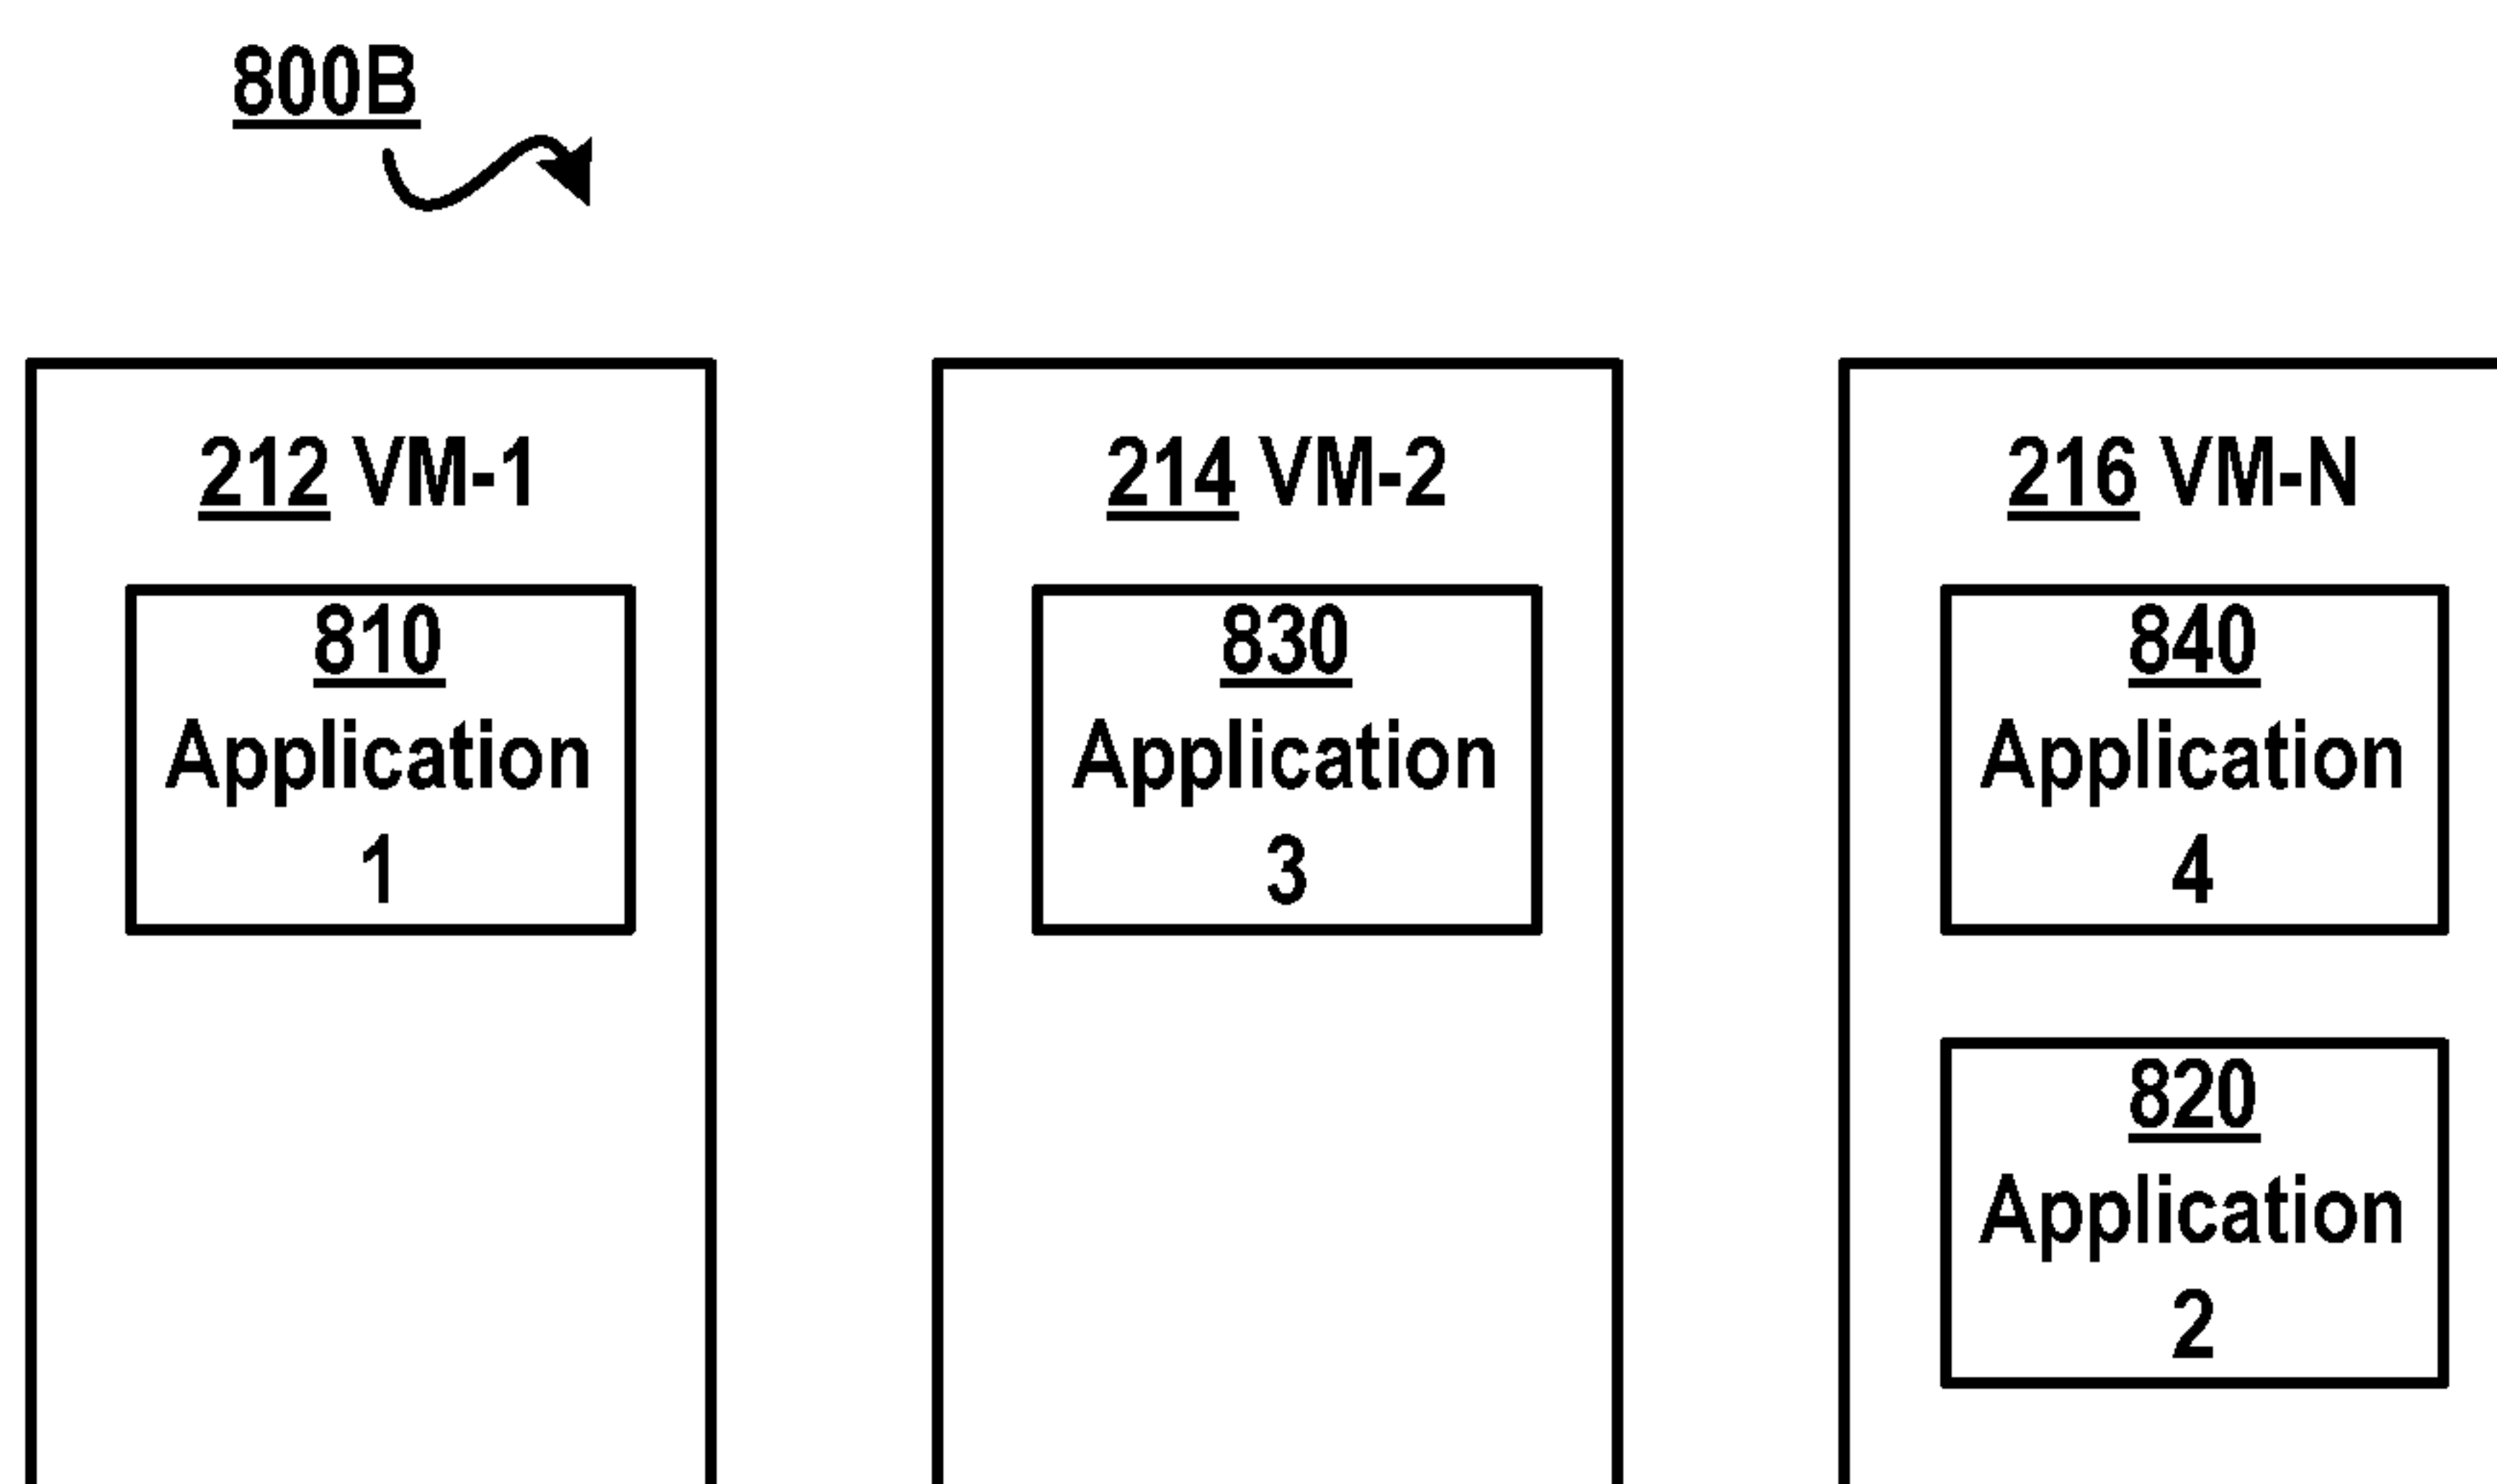 800B
212 VM-1
810
Application
1
214 VM-2
830
Application
3
216 VM-N
840
Application
4
820
Application
2